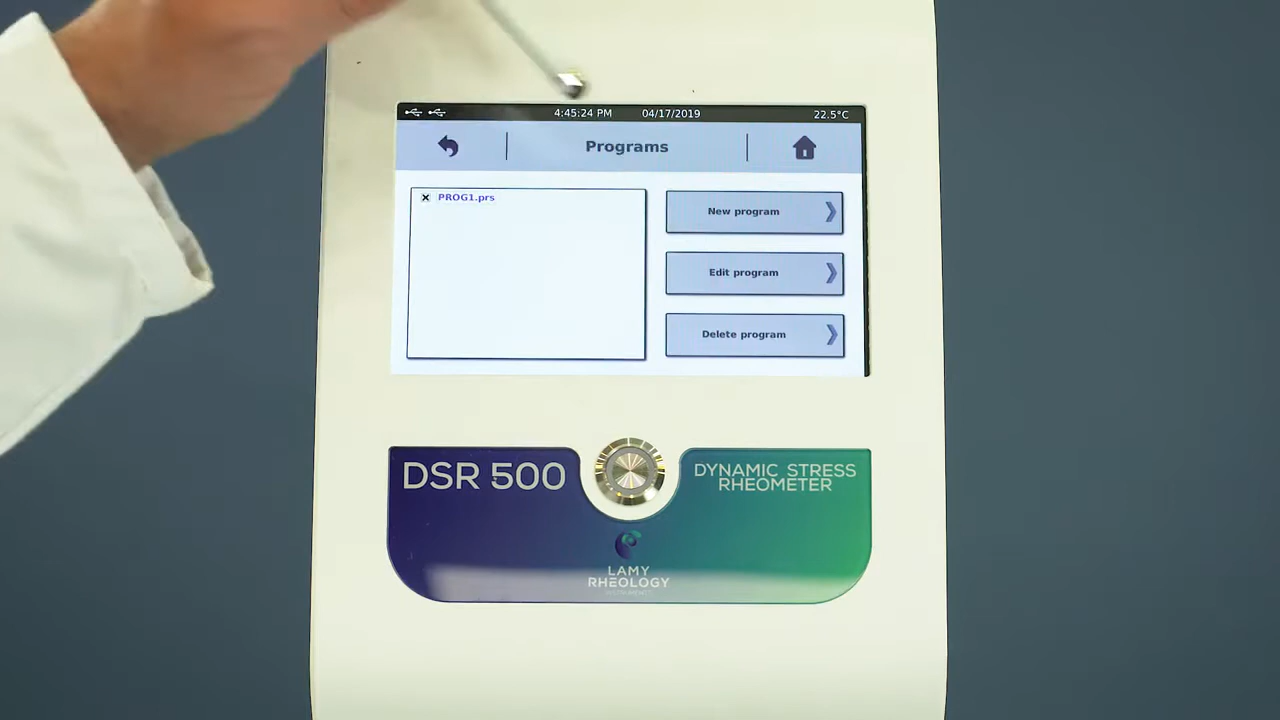 4:45:24 PM 04/17/2019 22.5°C
Programs
PROG1.prs
New program
Edit program
Delete program
DSR 500
DYNAMIC STRESS
RHEOMETER
LAMY
RHEOLOGY
INSTRUMENTS